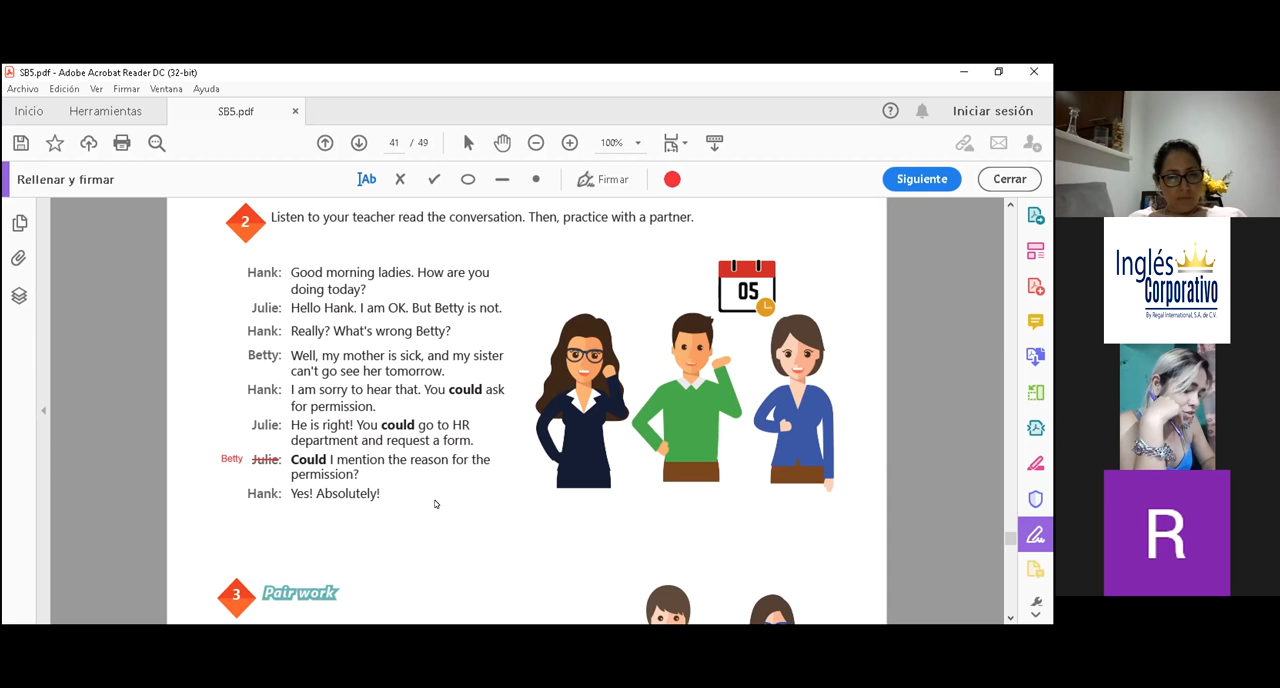 SB5.pdf - Adobe Acrobat Reader DC (32-bit)
Archivo Edición Ver Firmar Ventana Ayuda
Inicio Herramientas SB5.pdf × Iniciar sesión
41 / 49 100%
Rellenar y firmar Ab Firmar Siguiente Cerrar
2 Listen to your teacher read the conversation. Then, practice with a partner.
Hank: Good morning ladies. How are you
doing today?
Julie: Hello Hank. I am OK. But Betty is not.
Hank: Really? What's wrong Betty?
Betty: Well, my mother is sick, and my sister
can't go see her tomorrow.
Hank: I am sorry to hear that. You could ask
for permission.
Julie: He is right! You could go to HR
department and request a form.
Betty Julie: Could I mention the reason for the
permission?
Hank: Yes! Absolutely!
05
3 Pair work
Inglés
Corporativo
By Regal International, S.A. de C.V.
R